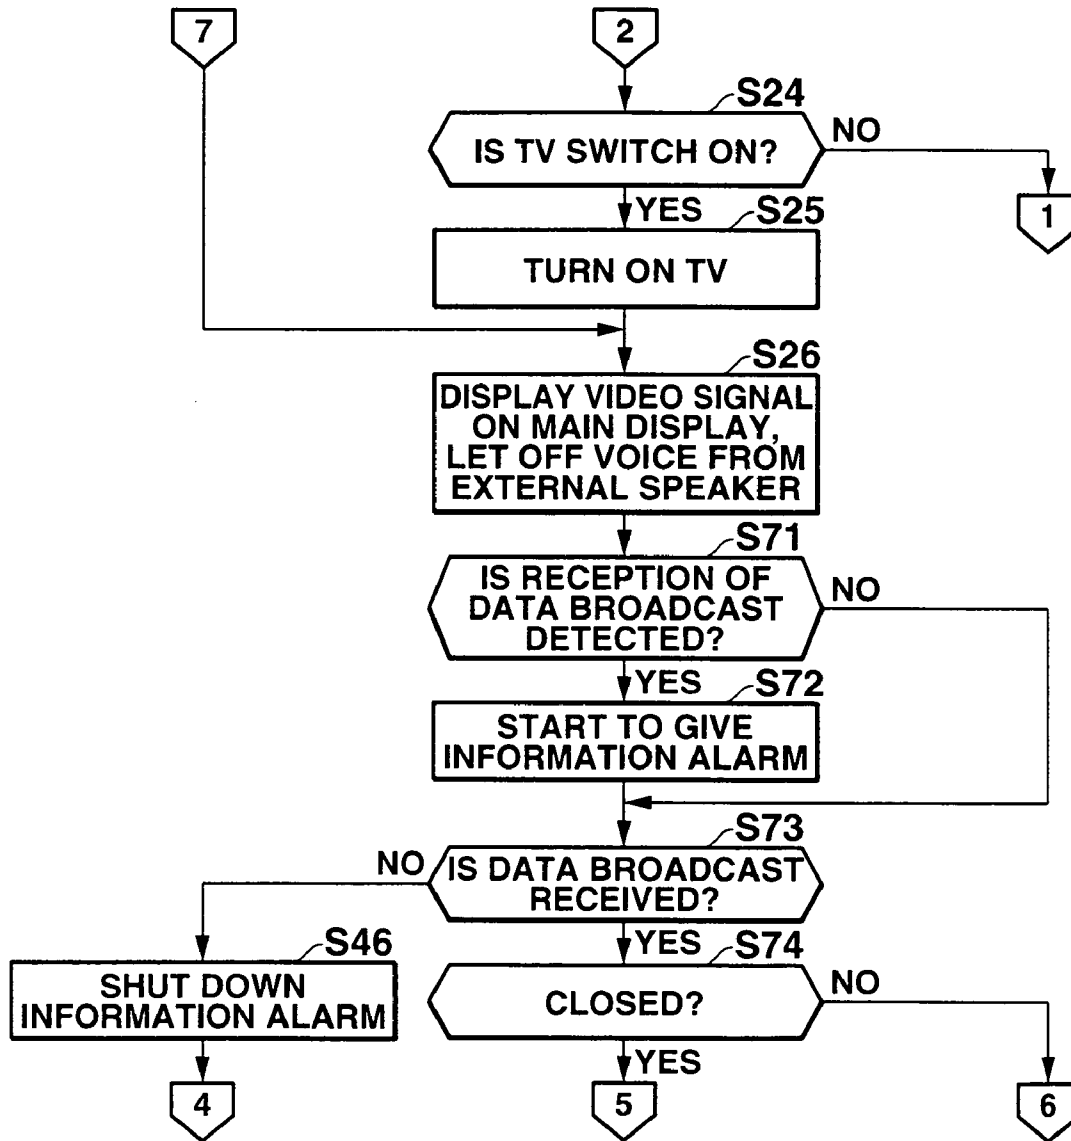 7
2
S24
IS TV SWITCH ON?
NO
1
YES
S25
TURN ON TV
S26
DISPLAY VIDEO SIGNAL
ON MAIN DISPLAY,
LET OFF VOICE FROM
EXTERNAL SPEAKER
S71
IS RECEPTION OF
DATA BROADCAST
DETECTED?
NO
YES
S72
START TO GIVE
INFORMATION ALARM
S73
NO
IS DATA BROADCAST
RECEIVED?
YES
S46
SHUT DOWN
INFORMATION ALARM
S74
CLOSED?
NO
YES
4
5
6